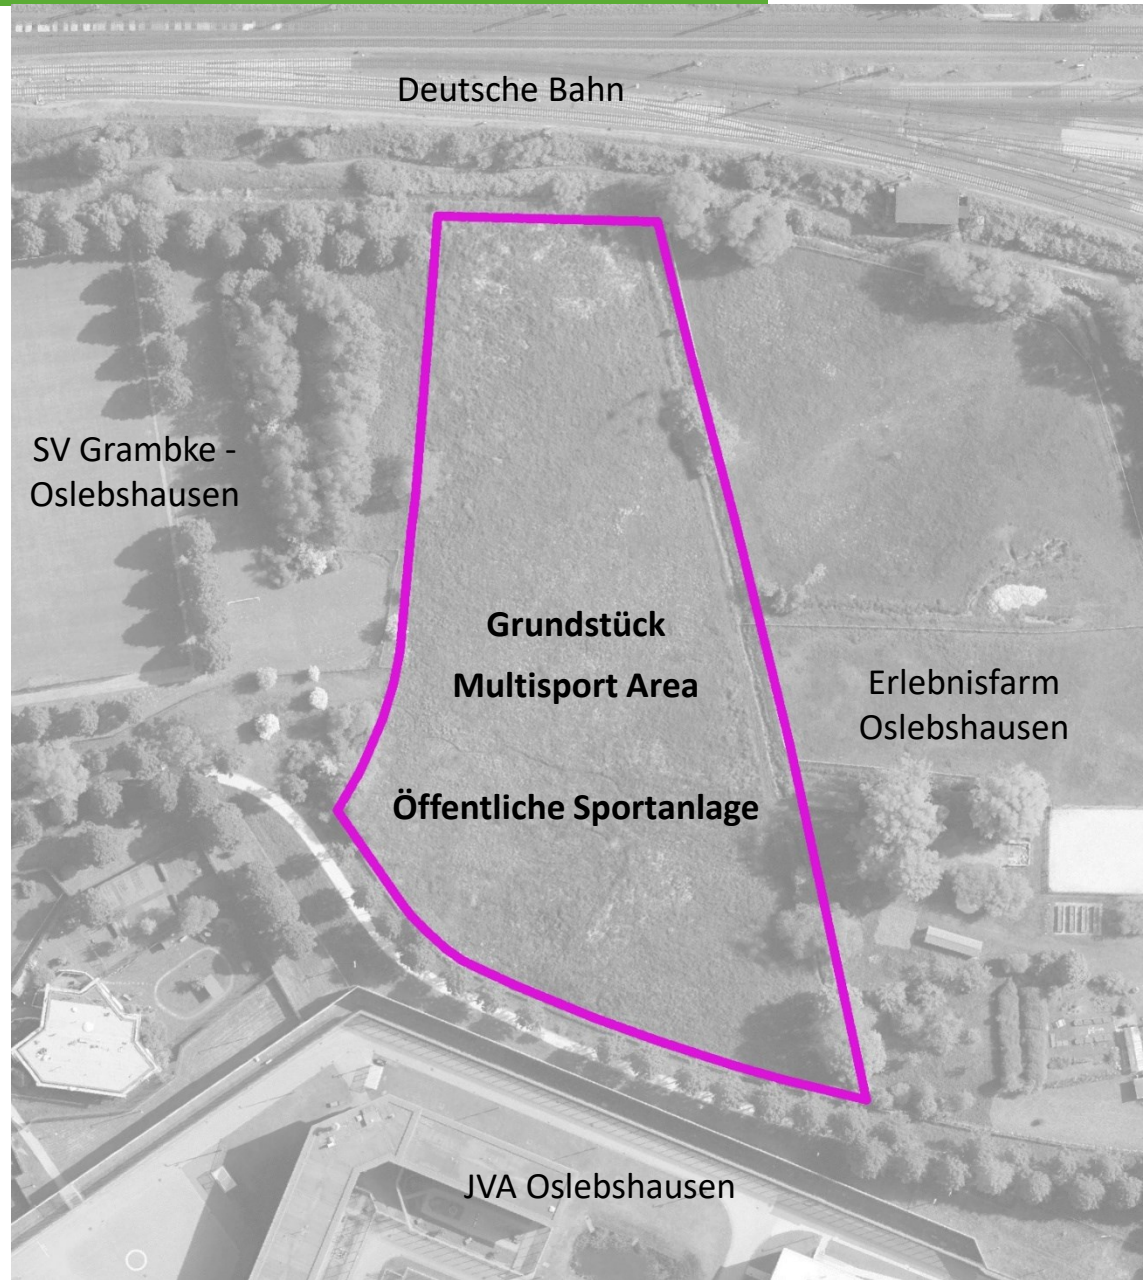 Deutsche Bahn
SV Grambke -
Oslebshausen
Grundstück
Multisport Area
Erlebnisfarm
Oslebshausen
Öffentliche Sportanlage
JVA Oslebshausen